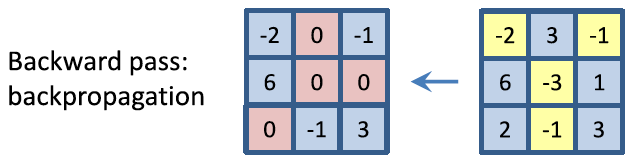 Backward pass:
backpropagation
-2 0 -1
6 0 0
0 -1 3
-2 3 -1
6 -3 1
2 -1 3